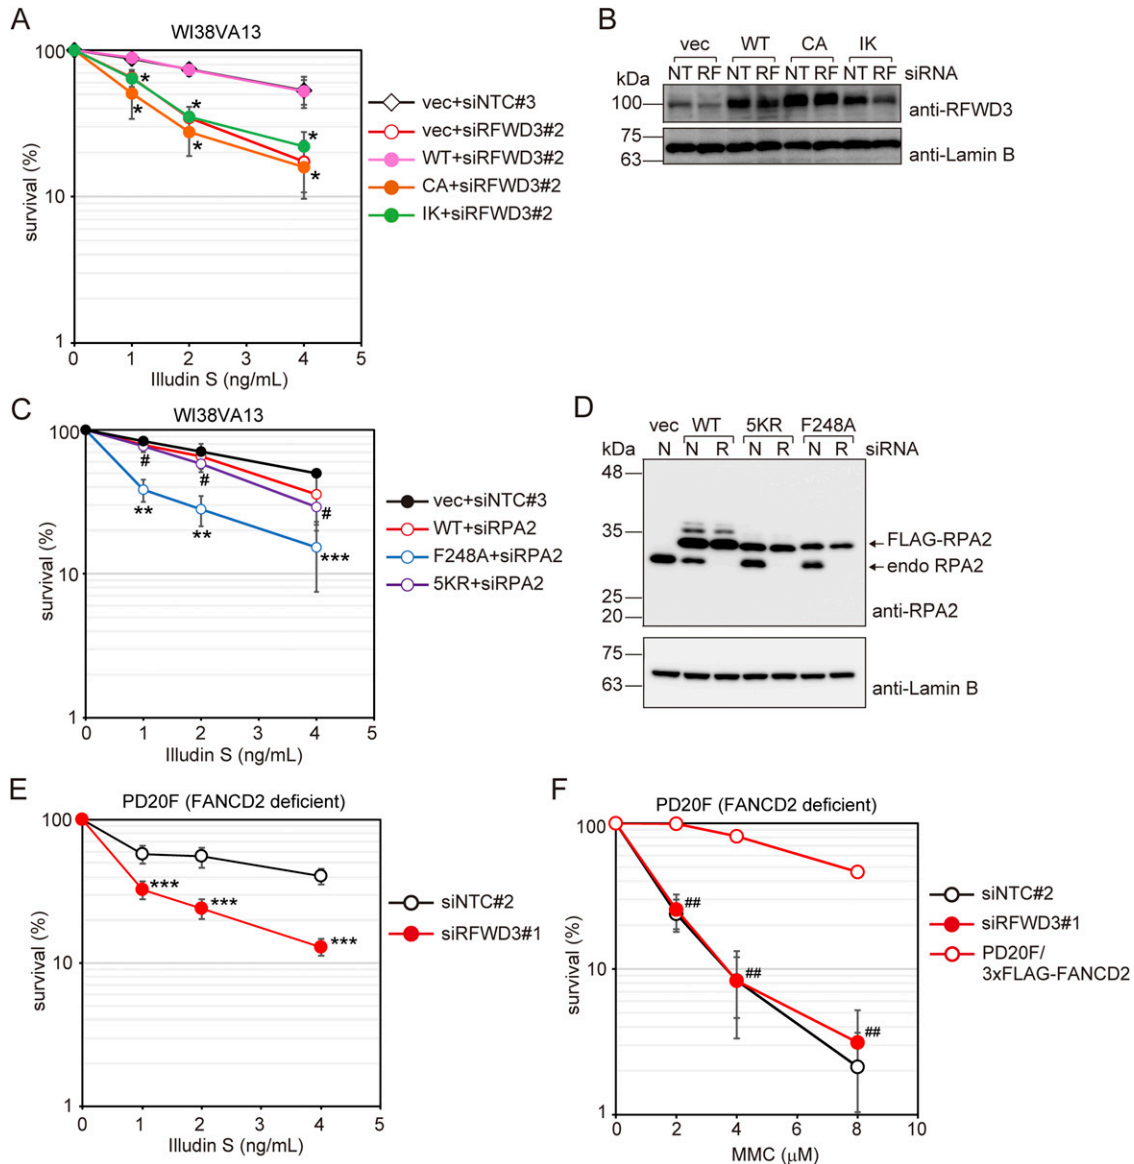 A
WI38VA13
survival (%)
100
10
1
0 1 2 3 4 5
Illudin S (ng/mL)
* * * * * *
vec+siNTC#3
vec+siRFWD3#2
WT+siRFWD3#2
CA+siRFWD3#2
IK+siRFWD3#2
B
vec WT CA IK
kDa NT RF NT RF NT RF NT RF siRNA
100
anti-RFWD3
75
63
anti-Lamin B
C
WI38VA13
survival (%)
100
10
1
0 1 2 3 4 5
Illudin S (ng/mL)
# # #
** ** ***
vec+siNTC#3
WT+siRPA2
F248A+siRPA2
5KR+siRPA2
D
vec WT 5KR F248A
kDa N N R N R N R siRNA
48
35
FLAG-RPA2
endo RPA2
25
20
anti-RPA2
75
63
anti-Lamin B
E
PD20F (FANCD2 deficient)
survival (%)
100
10
1
0 1 2 3 4 5
Illudin S (ng/mL)
*** *** ***
siNTC#2
siRFWD3#1
F
PD20F (FANCD2 deficient)
survival (%)
100
10
1
0 2 4 6 8 10
MMC (μM)
## ## ##
siNTC#2
siRFWD3#1
PD20F/
3xFLAG-FANCD2